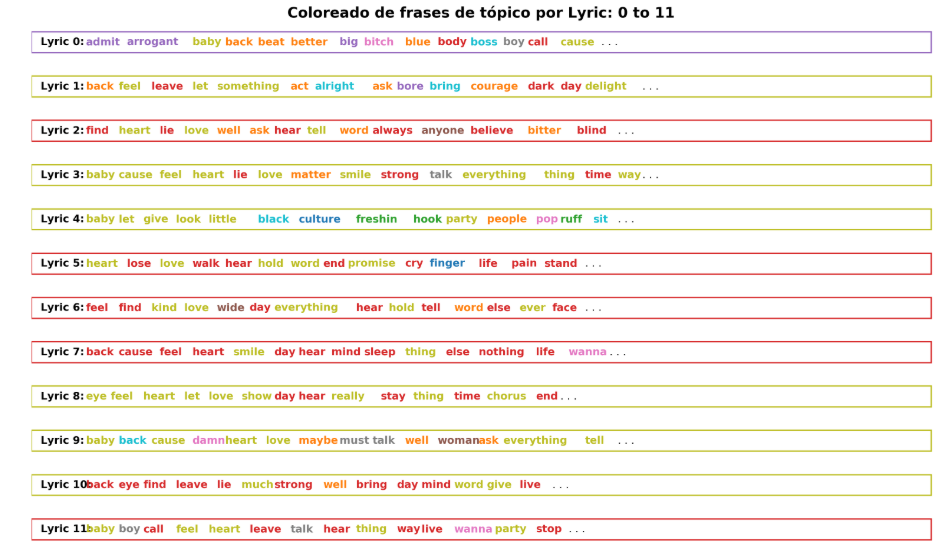 Coloreado de frases de tópico por Lyric: 0 to 11
Lyric 0: admit arrogant baby back beat better big bitch blue body boss boy call cause ...
Lyric 1: back feel leave let something act alright ask bore bring courage dark day delight ...
Lyric 2: find heart lie love well ask hear tell word always anyone believe bitter blind ...
Lyric 3: baby cause feel heart lie love matter smile strong talk everything thing time way ...
Lyric 4: baby let give look little black culture freshin hook party people pop ruff sit ...
Lyric 5: heart lose love walk hear hold word end promise cry finger life pain stand ...
Lyric 6: feel find kind love wide day everything hear hold tell word else ever face ...
Lyric 7: back cause feel heart smile day hear mind sleep thing else nothing life wanna ...
Lyric 8: eye feel heart let love show day hear really stay thing time chorus end ...
Lyric 9: baby back cause damn heart love maybe must talk well woman ask everything tell ...
Lyric 10: back eye find leave lie much strong well bring day mind word give live ...
Lyric 11: baby boy call feel heart leave talk hear thing way live wanna party stop ...